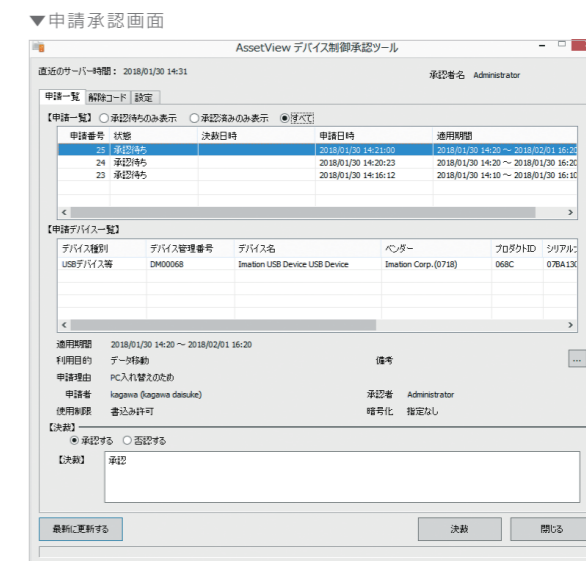 ▼申請承認画面
AssetView デバイス制御承認ツール
直近のサーバー時間： 2018/01/30 14:31
承認者名 Administrator
申請一覧 解除コード 設定
【申請一覧】 承認待ちのみ表示 承認済みのみ表示 すべて
申請番号 状態 決裁日時 申請日時 適用期間
25 承認待ち 2018/01/30 14:21:00 2018/01/30 14:20 ～ 2018/02/01 16:20
24 承認待ち 2018/01/30 14:20:23 2018/01/30 14:20 ～ 2018/01/30 16:20
23 承認待ち 2018/01/30 14:16:12 2018/01/30 14:10 ～ 2018/01/30 16:10
【申請デバイス一覧】
デバイス種別 デバイス管理番号 デバイス名 ベンダー プロダクトID シリアル
USBデバイス等 DM00068 Imation USB Device USB Device Imation Corp.(0718) 068C 07BA13
適用期間 2018/01/30 14:20 ～ 2018/02/01 16:20
利用目的 データ移動 備考 ...
申請理由 PC入れ替えのため
申請者 kagawa (kagawa daisuke) 承認者 Administrator
使用制限 書込み許可 暗号化 指定なし
【決裁】
承認する 否認する
【決裁】 承認
最新に更新する 決裁 閉じる